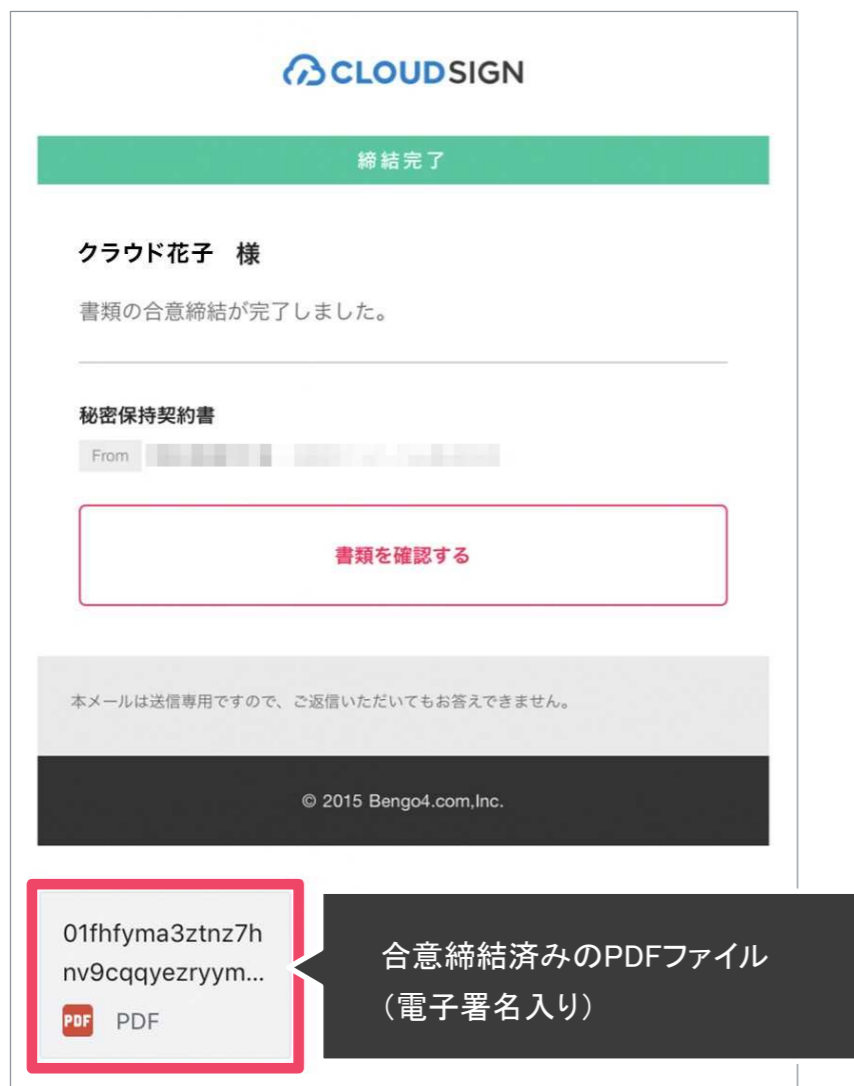 CLOUDSIGN
締結完了
クラウド花子 様
書類の合意締結が完了しました。
秘密保持契約書
From
書類を確認する
本メールは送信専用ですので、ご返信いただいてもお答えできません。
© 2015 Bengo4.com,Inc.
01fhfyma3ztnz7h
nv9cqqyezryym...
PDF PDF
合意締結済みのPDFファイル
（電子署名入り）